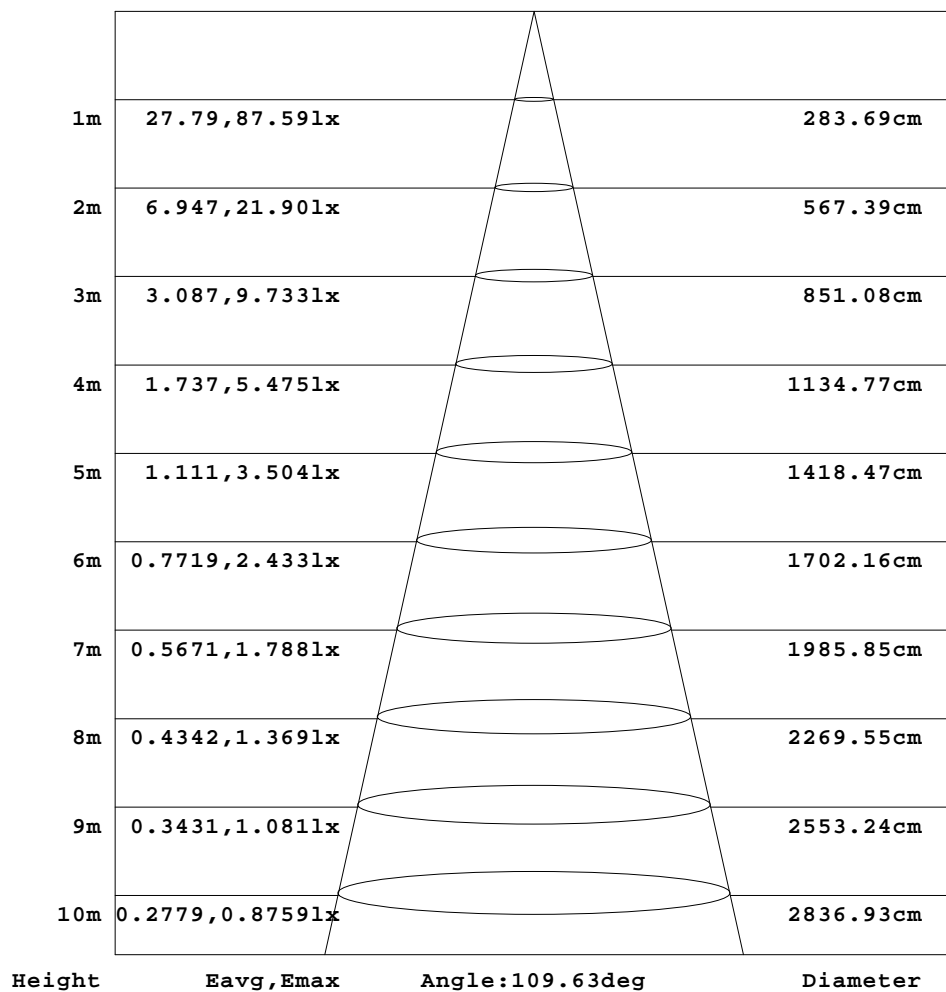 1m 27.79,87.59lx 283.69cm
2m 6.947,21.90lx 567.39cm
3m 3.087,9.733lx 851.08cm
4m 1.737,5.475lx 1134.77cm
5m 1.111,3.504lx 1418.47cm
6m 0.7719,2.433lx 1702.16cm
7m 0.5671,1.788lx 1985.85cm
8m 0.4342,1.369lx 2269.55cm
9m 0.3431,1.081lx 2553.24cm
10m 0.2779,0.8759lx 2836.93cm
Height Eavg,Emax Angle:109.63deg Diameter